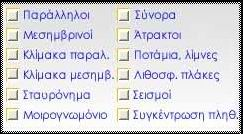 Παράλληλοι
Μεσημβρινοί
Κλίμακα παραλ.
Κλίμακα μεσημβ.
Σταυρόνημα
Μοιρογνωμόνιο
Σύνορα
Άτρακτοι
Ποτάμια, λίμνες
Λιθοσφ. πλάκες
Σεισμοί
Συγκέντρωση πληθ.